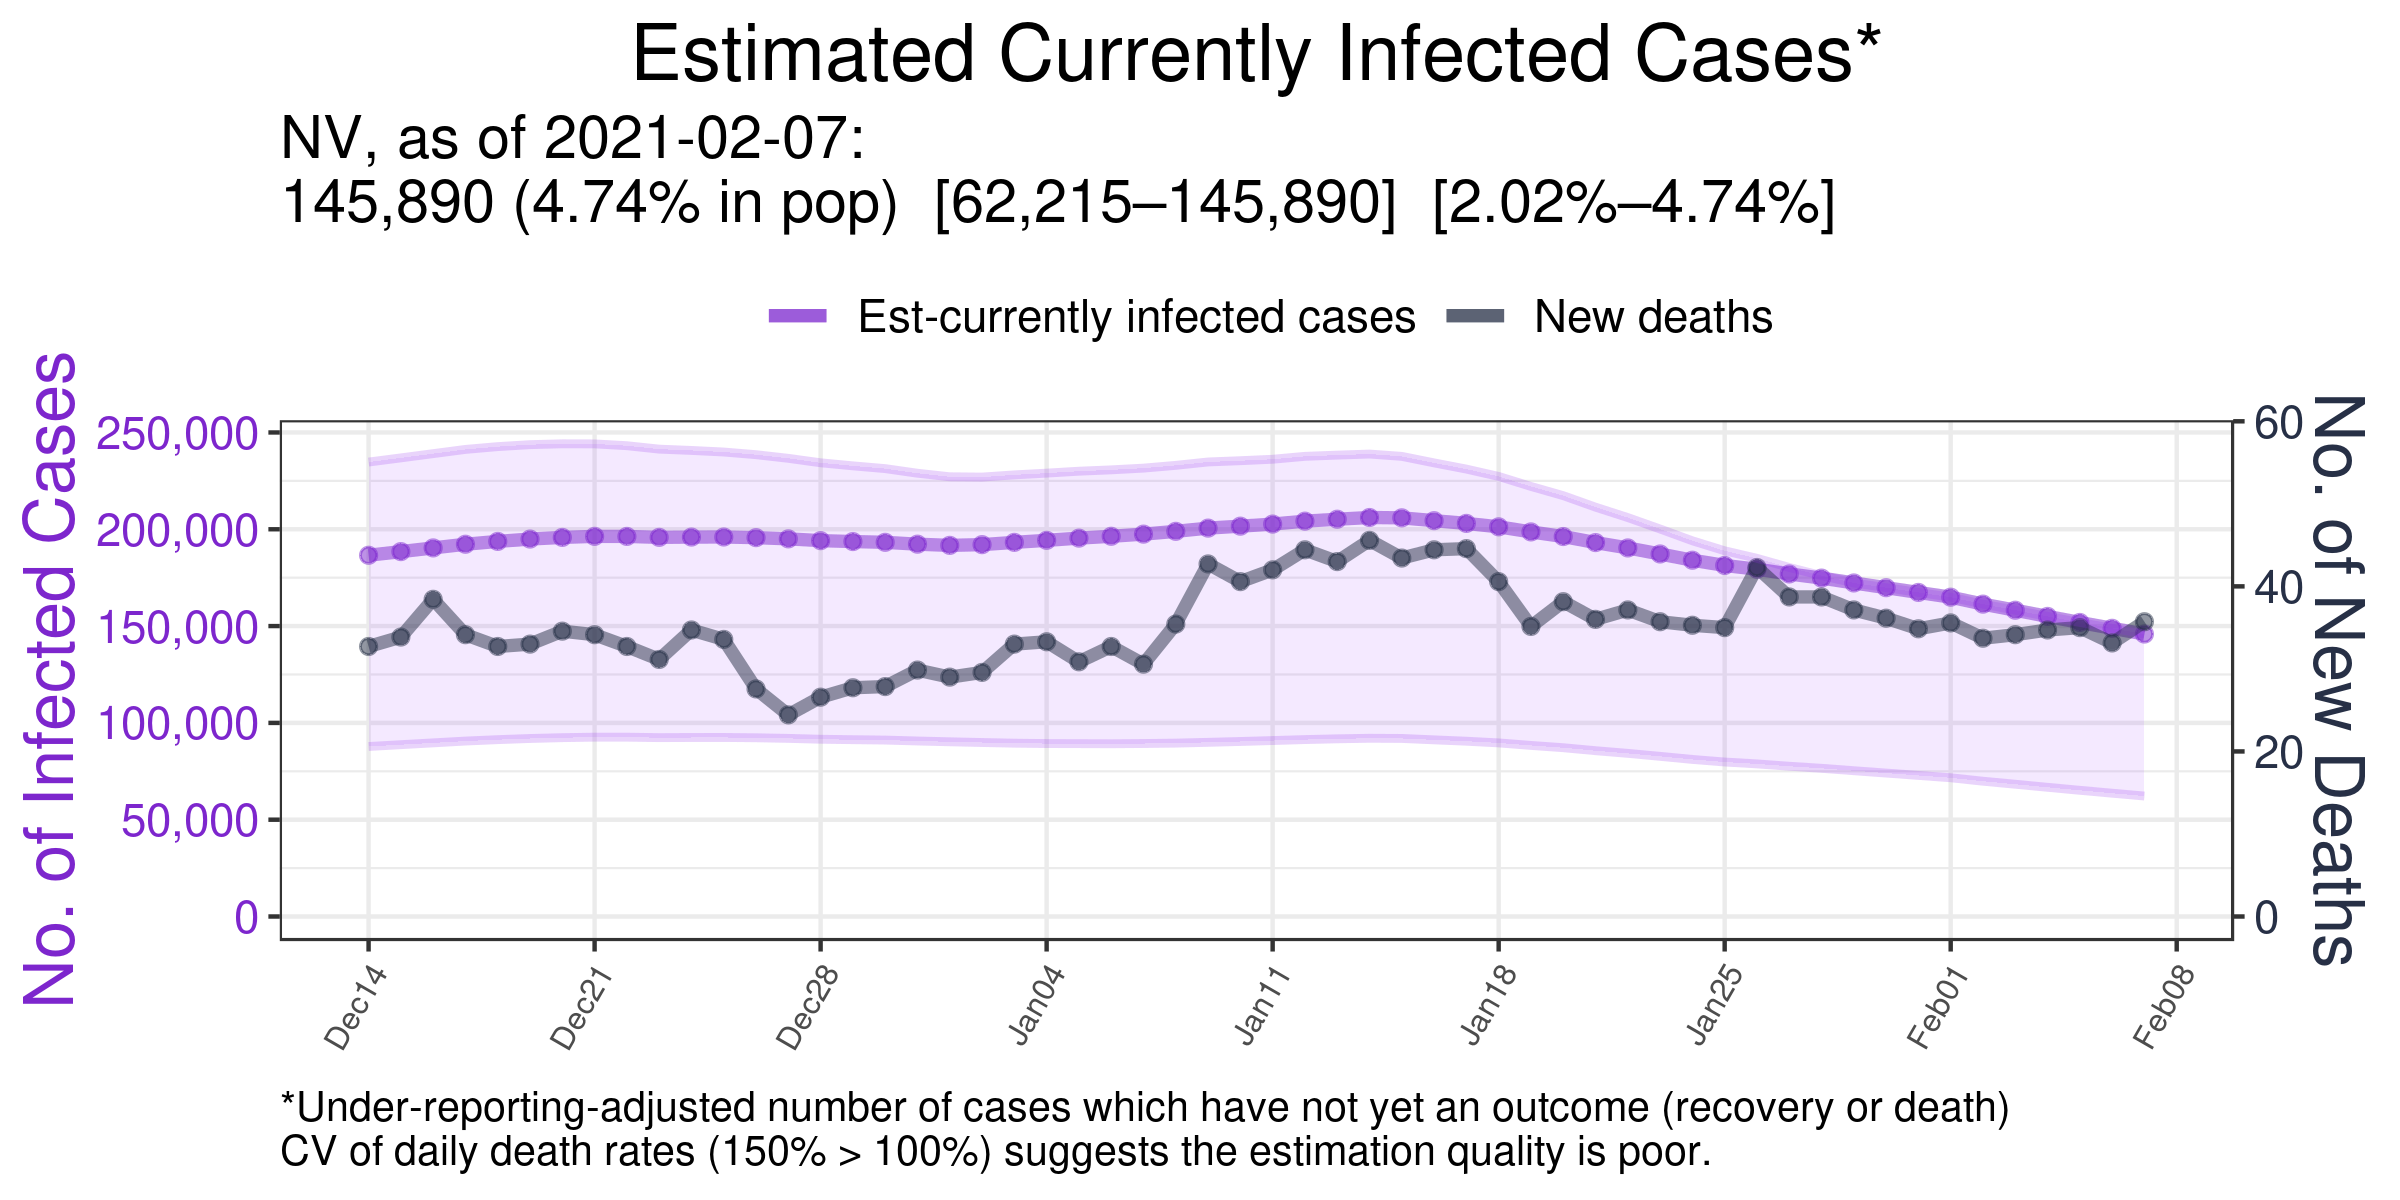 Estimated Currently Infected Cases*
NV, as of 2021-02-07:
145,890 (4.74% in pop)  [62,215–145,890]  [2.02%–4.74%]
Est-currently infected cases
New deaths
No. of Infected Cases
250,000
200,000
150,000
100,000
50,000
0
60
40
20
0
No. of New Deaths
Dec14
Dec21
Dec28
Jan04
Jan11
Jan18
Jan25
Feb01
Feb08
*Under-reporting-adjusted number of cases which have not yet an outcome (recovery or death)
CV of daily death rates (150% > 100%) suggests the estimation quality is poor.